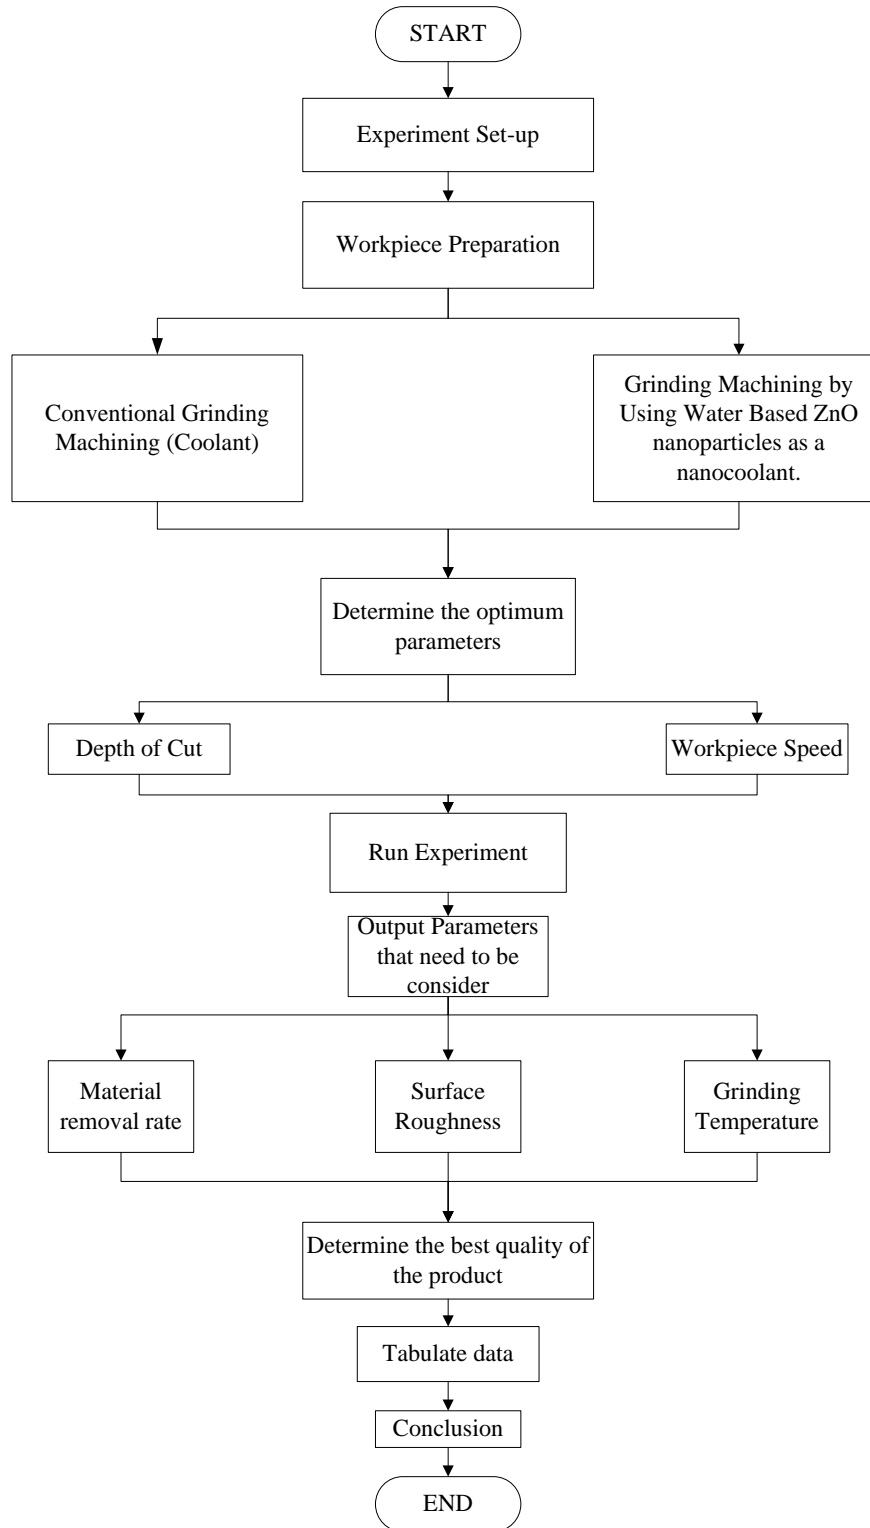 START
Experiment Set-up
Workpiece Preparation
Conventional Grinding
Machining (Coolant)
Grinding Machining by
Using Water Based ZnO
nanoparticles as a
nanocoolant.
Determine the optimum
parameters
Depth of Cut
Workpiece Speed
Run Experiment
Output Parameters
that need to be
consider
Material
removal rate
Surface
Roughness
Grinding
Temperature
Determine the best quality of
the product
Tabulate data
Conclusion
END